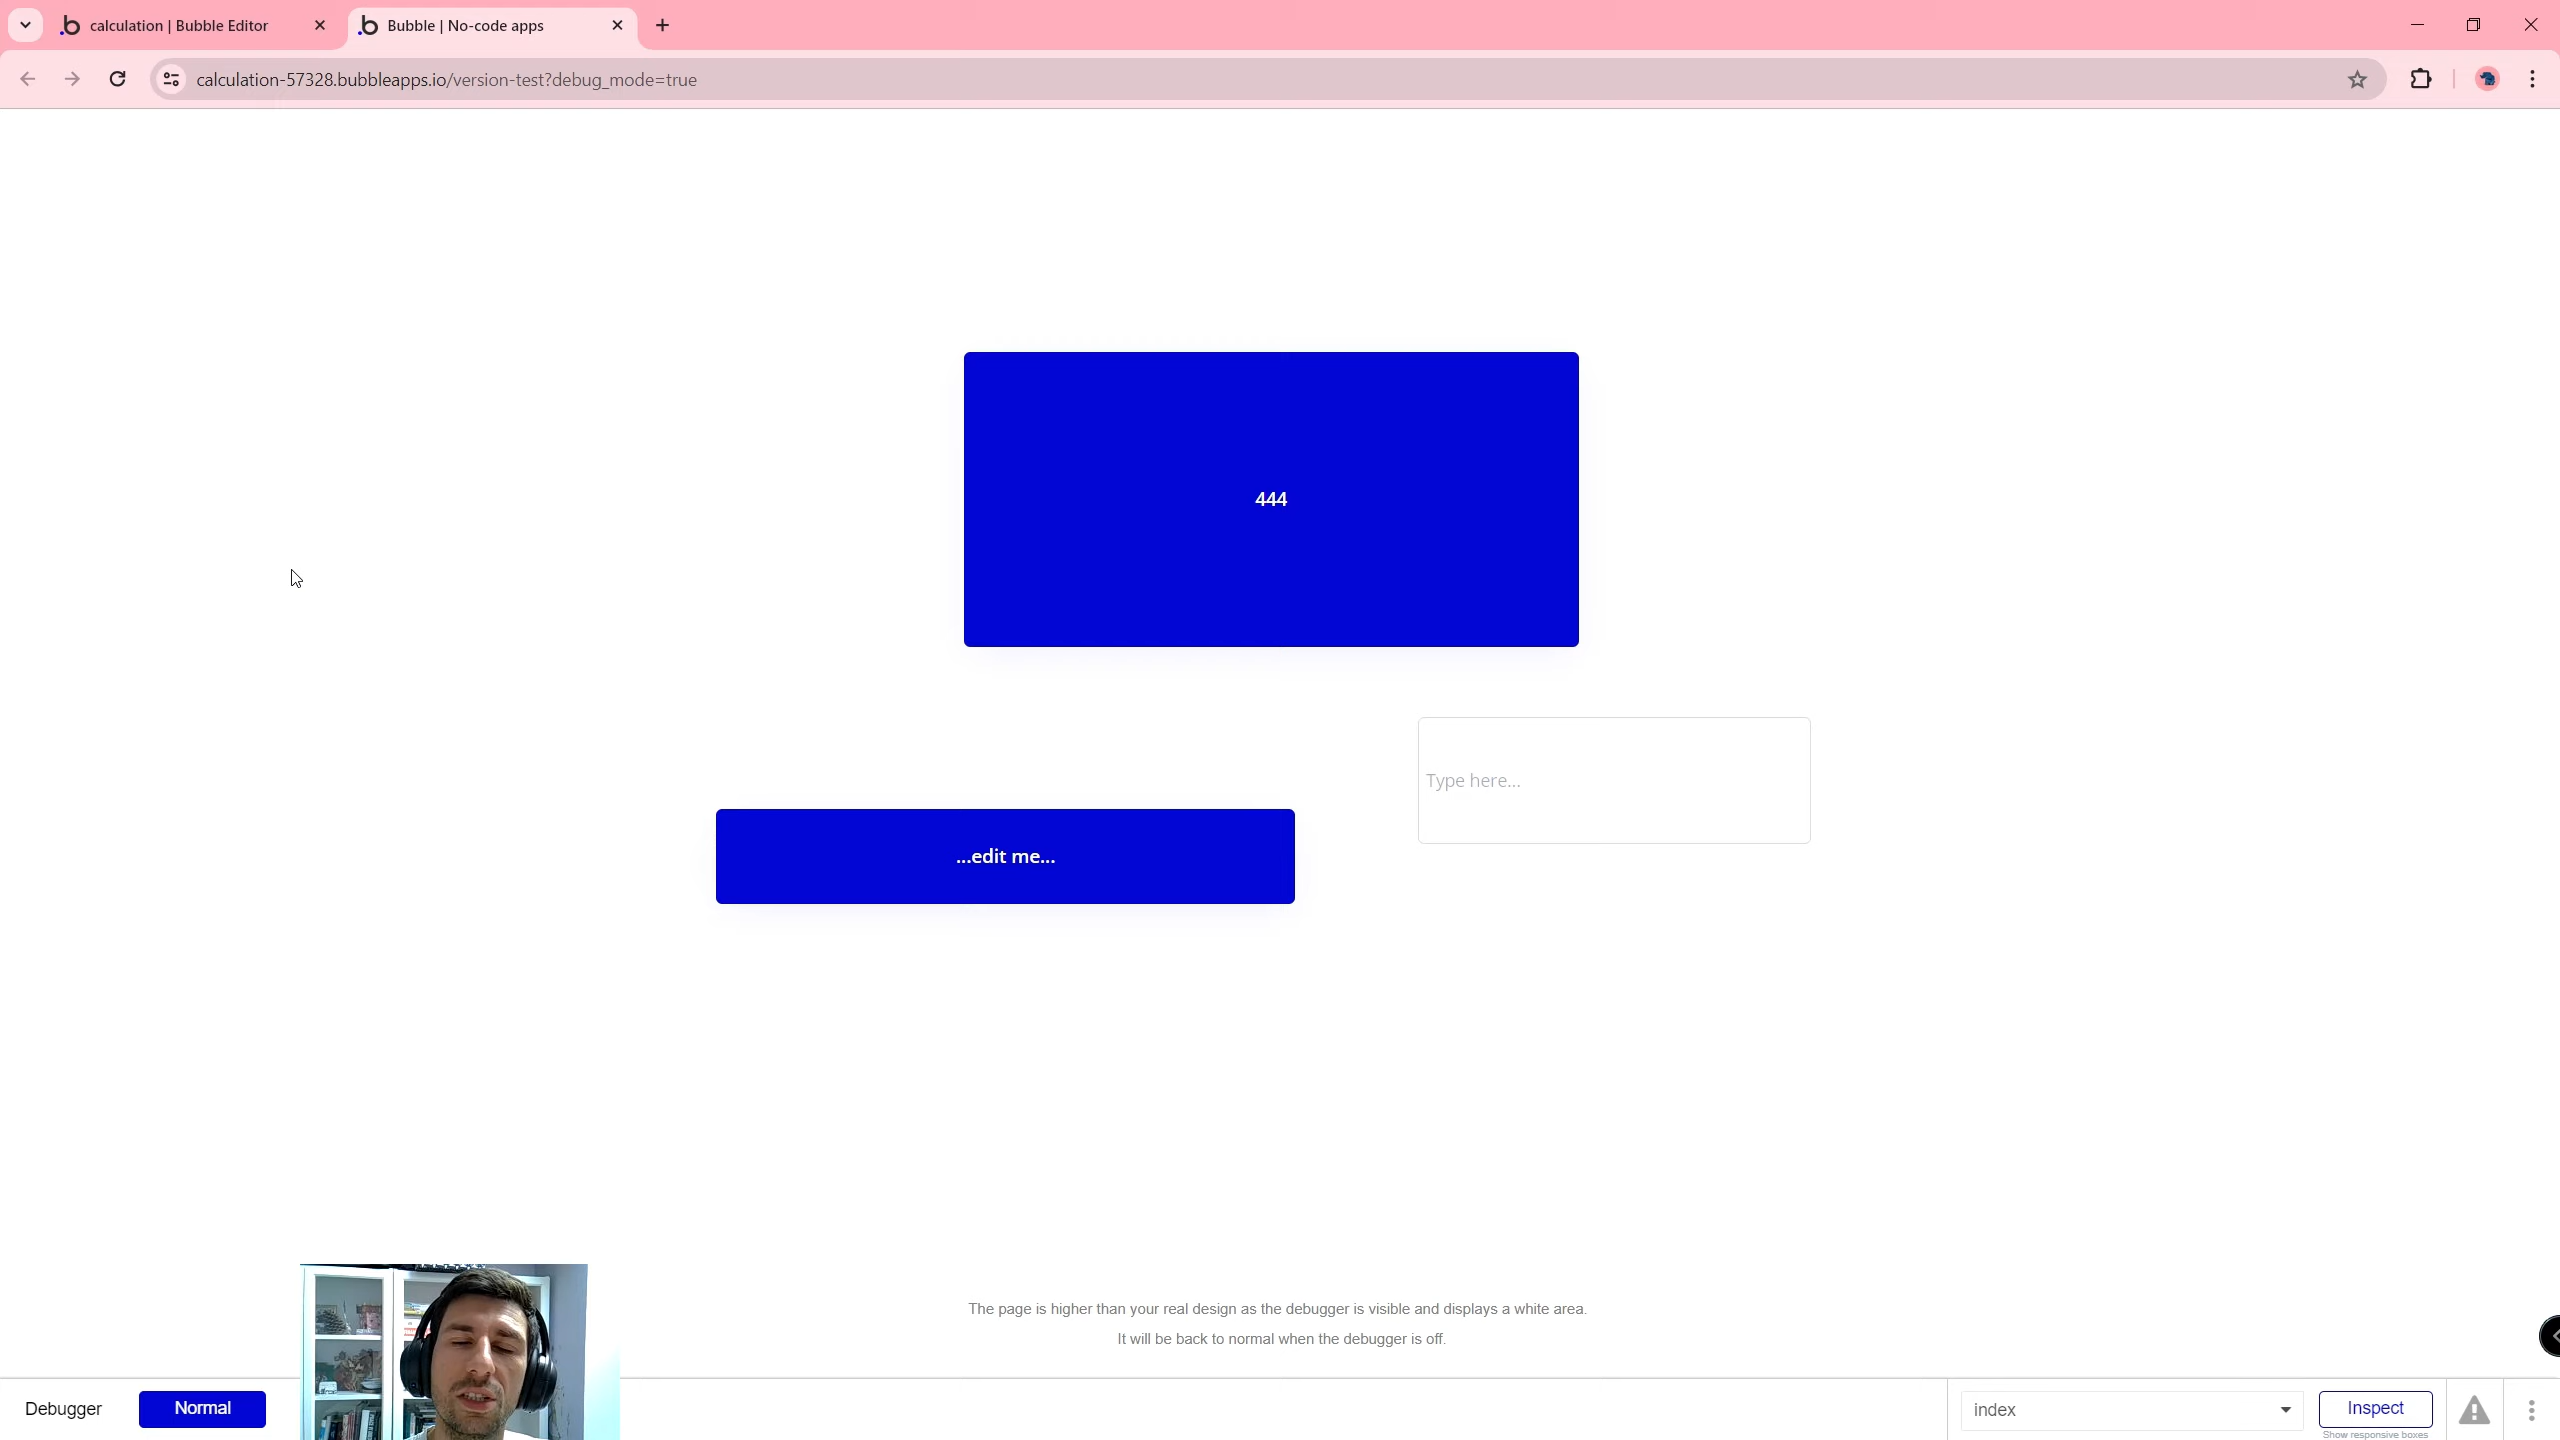 calculation | Bubble Editor
Bubble | No-code apps
calculation-57328.bubbleapps.io/version-test?debug_mode=true
444
Type here...
...edit me...
The page is higher than your real design as the debugger is visible and displays a white area.
It will be back to normal when the debugger is off.
Debugger
Normal
index
Inspect
Show responsive boxes